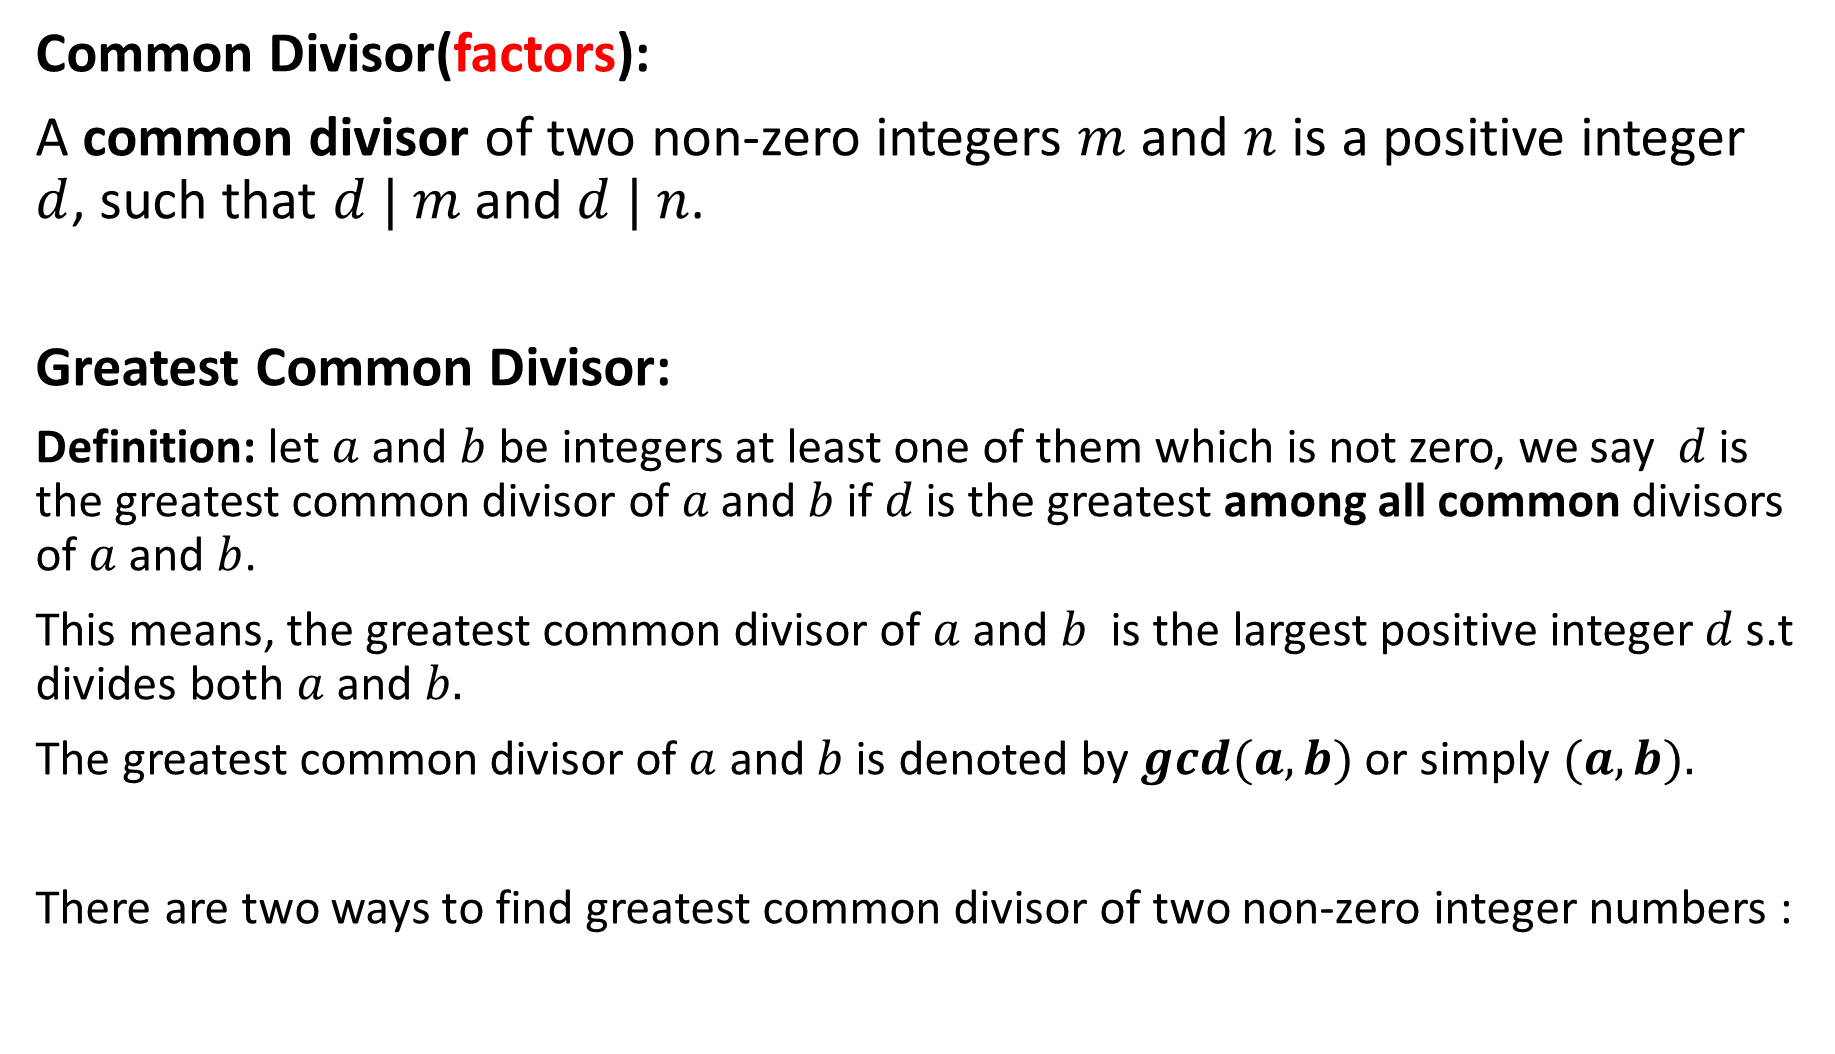 Common Divisor(factors):
A common divisor of two non-zero integers m and n is a positive integer
d, such that d | m and d | n.
Greatest Common Divisor:
Definition: let a and b be integers at least one of them which is not zero, we say d is
the greatest common divisor of a and b if d is the greatest among all common divisors
of a and b.
This means, the greatest common divisor of a and b is the largest positive integer d s.t
divides both a and b.
The greatest common divisor of a and b is denoted by gcd(a, b) or simply (a, b).
There are two ways to find greatest common divisor of two non-zero integer numbers :